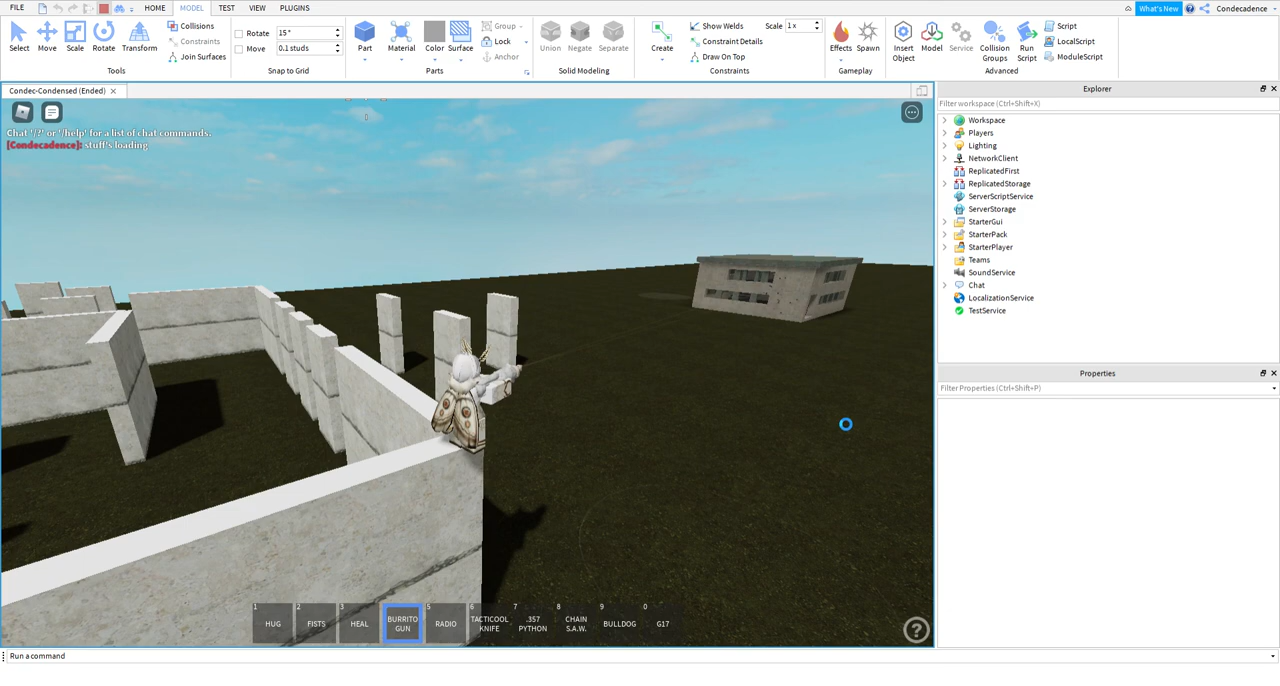 FILE HOME MODEL TEST VIEW PLUGINS What's New Condecadence
Select Move Scale Rotate Transform
Collisions
Constraints
Join Surfaces
Tools
Rotate 15°
Move 0.1 studs
Snap to Grid
Part Material Color Surface
Group
Lock
Anchor
Parts
Union Negate Separate
Solid Modeling
Create
Show Welds Scale 1 x
Constraint Details
Draw On Top
Constraints
Effects Spawn
Gameplay
Insert Object
Model
Service
Collision Groups
Run Script
Script
LocalScript
ModuleScript
Advanced
Condec-Condensed (Ended)
Chat '/?' or '/help' for a list of chat commands.
[Condecadence]: stuff's loading
1 HUG
2 FISTS
3 HEAL
BURRITO GUN
5 RADIO
6 TACTICOOL KNIFE
7 .357 PYTHON
8 CHAIN S.A.W.
9 BULLDOG
0 G17
?
Explorer
Filter workspace (Ctrl+Shift+X)
Workspace
Players
Lighting
NetworkClient
ReplicatedFirst
ReplicatedStorage
ServerScriptService
ServerStorage
StarterGui
StarterPack
StarterPlayer
Teams
SoundService
Chat
LocalizationService
TestService
Properties
Filter Properties (Ctrl+Shift+P)
Run a command